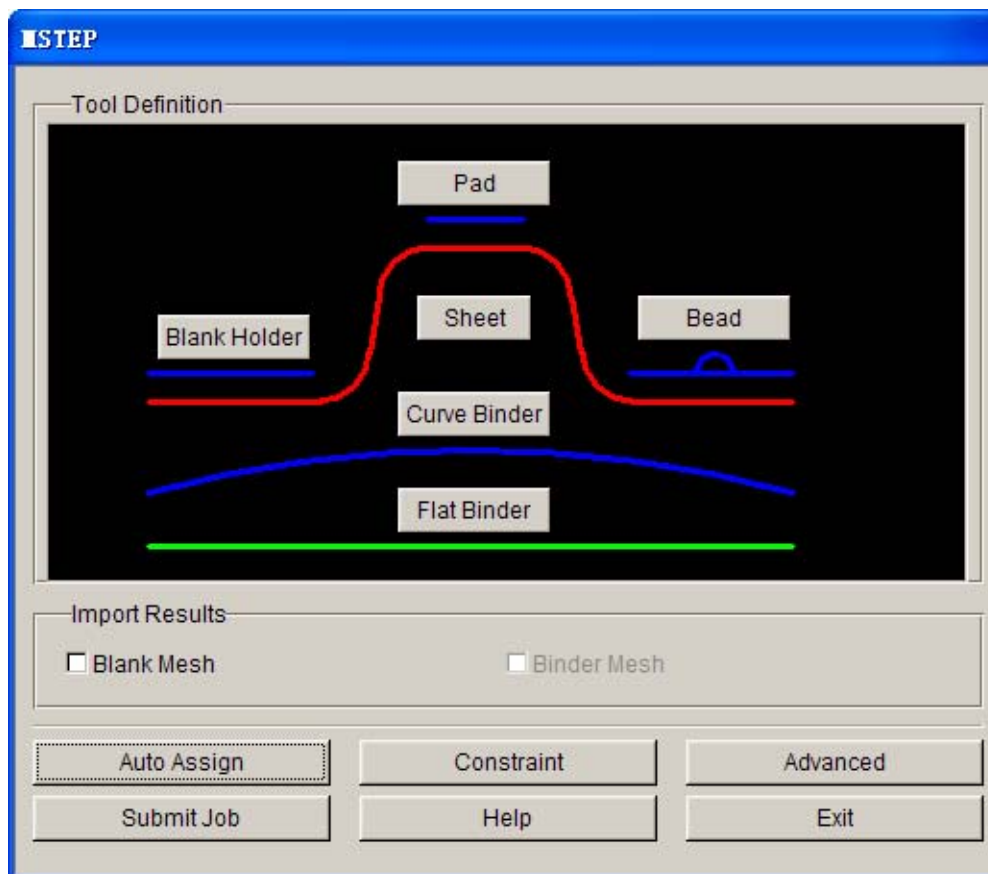 MSTEP
Tool Definition
Pad
Sheet
Bead
Blank Holder
Curve Binder
Flat Binder
Import Results
Blank Mesh
Binder Mesh
Auto Assign
Constraint
Advanced
Submit Job
Help
Exit